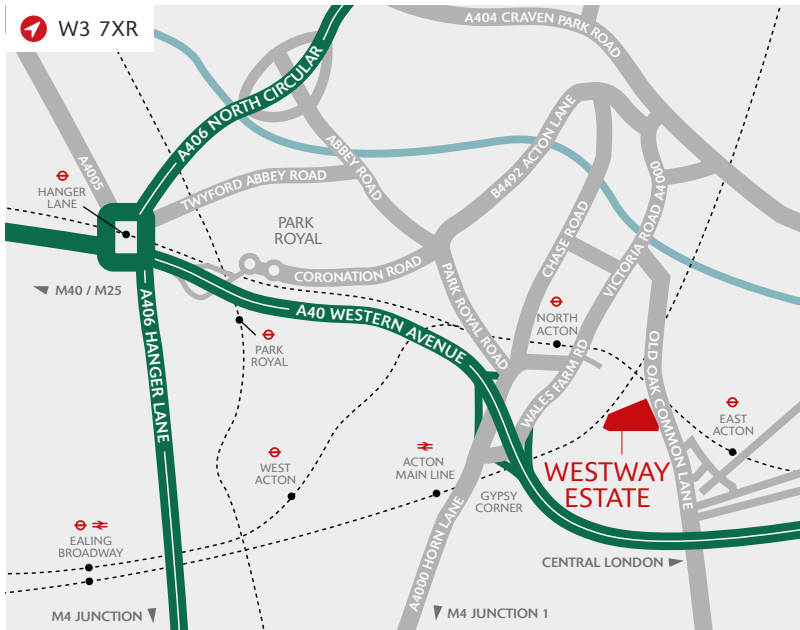 W3 7XR
A404 CRAVEN PARK ROAD
A406 NORTH CIRCULAR
A4005
HANGER
LANE
TWYFORD ABBEY ROAD
ABBEY ROAD
B4492 ACTON LANE
VICTORIA ROAD A4000
PARK
ROYAL
CHASE ROAD
CORONATION ROAD
M40 / M25
PARK ROYAL ROAD
A40 WESTERN AVENUE
A406 HANGER LANE
NORTH
ACTON
PARK
ROYAL
WALES FARM RD
OLD OAK COMMON LANE
EAST
ACTON
WEST
ACTON
ACTON
MAIN LINE
WESTWAY
ESTATE
GYPSY
CORNER
EALING
BROADWAY
A4000 HORN LANE
CENTRAL LONDON
M4 JUNCTION
M4 JUNCTION 1